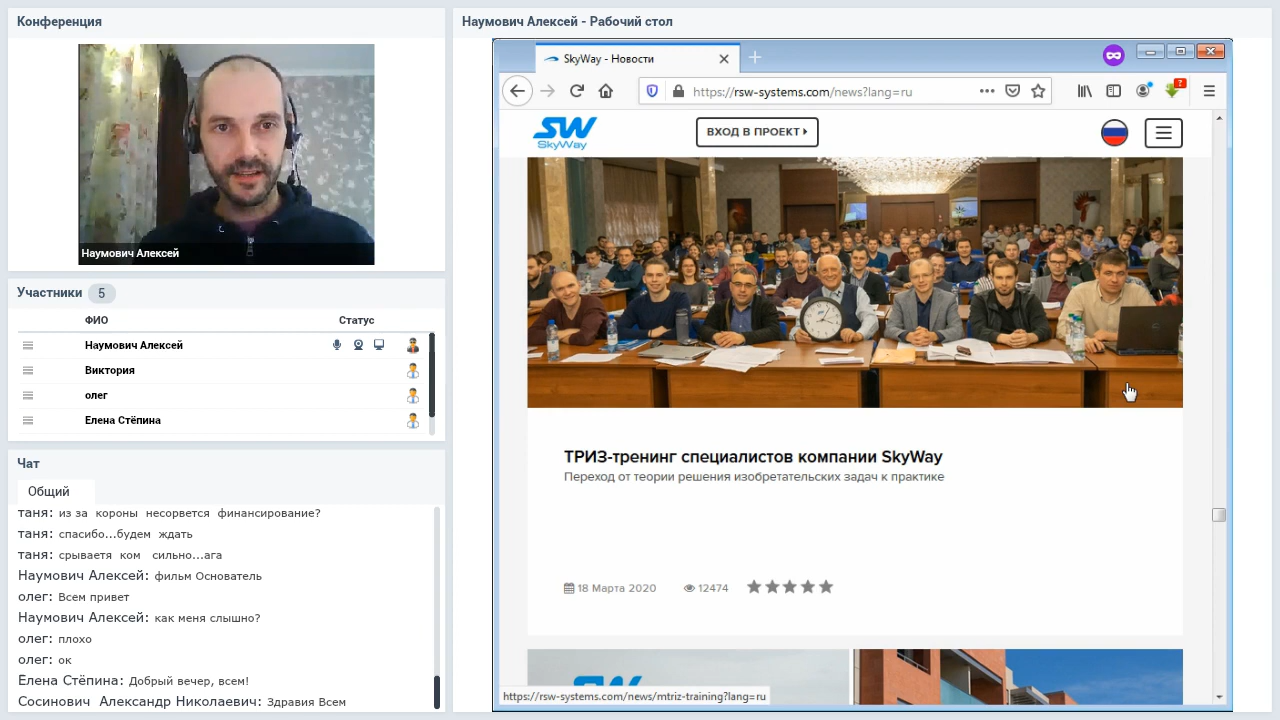 Конференция
Наумович Алексей
Участники 5
ФИО Статус
Наумович Алексей
Виктория
олег
Елена Стёпина
Чат
Общий
таня: из за короны несорвется финансирование?
таня: спасибо...будем ждать
таня: срываетя ком сильно...ага
Наумович Алексей: фильм Основатель
олег: Всем привет
Наумович Алексей: как меня слышно?
олег: плохо
олег: ок
Елена Стёпина: Добрый вечер, всем!
Сосинович Александр Николаевич: Здравия Всем
Наумович Алексей - Рабочий стол
SkyWay - Новости
https://rsw-systems.com/news?lang=ru
SW
SkyWay
ВХОД В ПРОЕКТ
ТРИЗ-тренинг специалистов компании SkyWay
Переход от теории решения изобретательских задач к практике
18 Марта 2020 12474
https://rsw-systems.com/news/mtriz-training?lang=ru